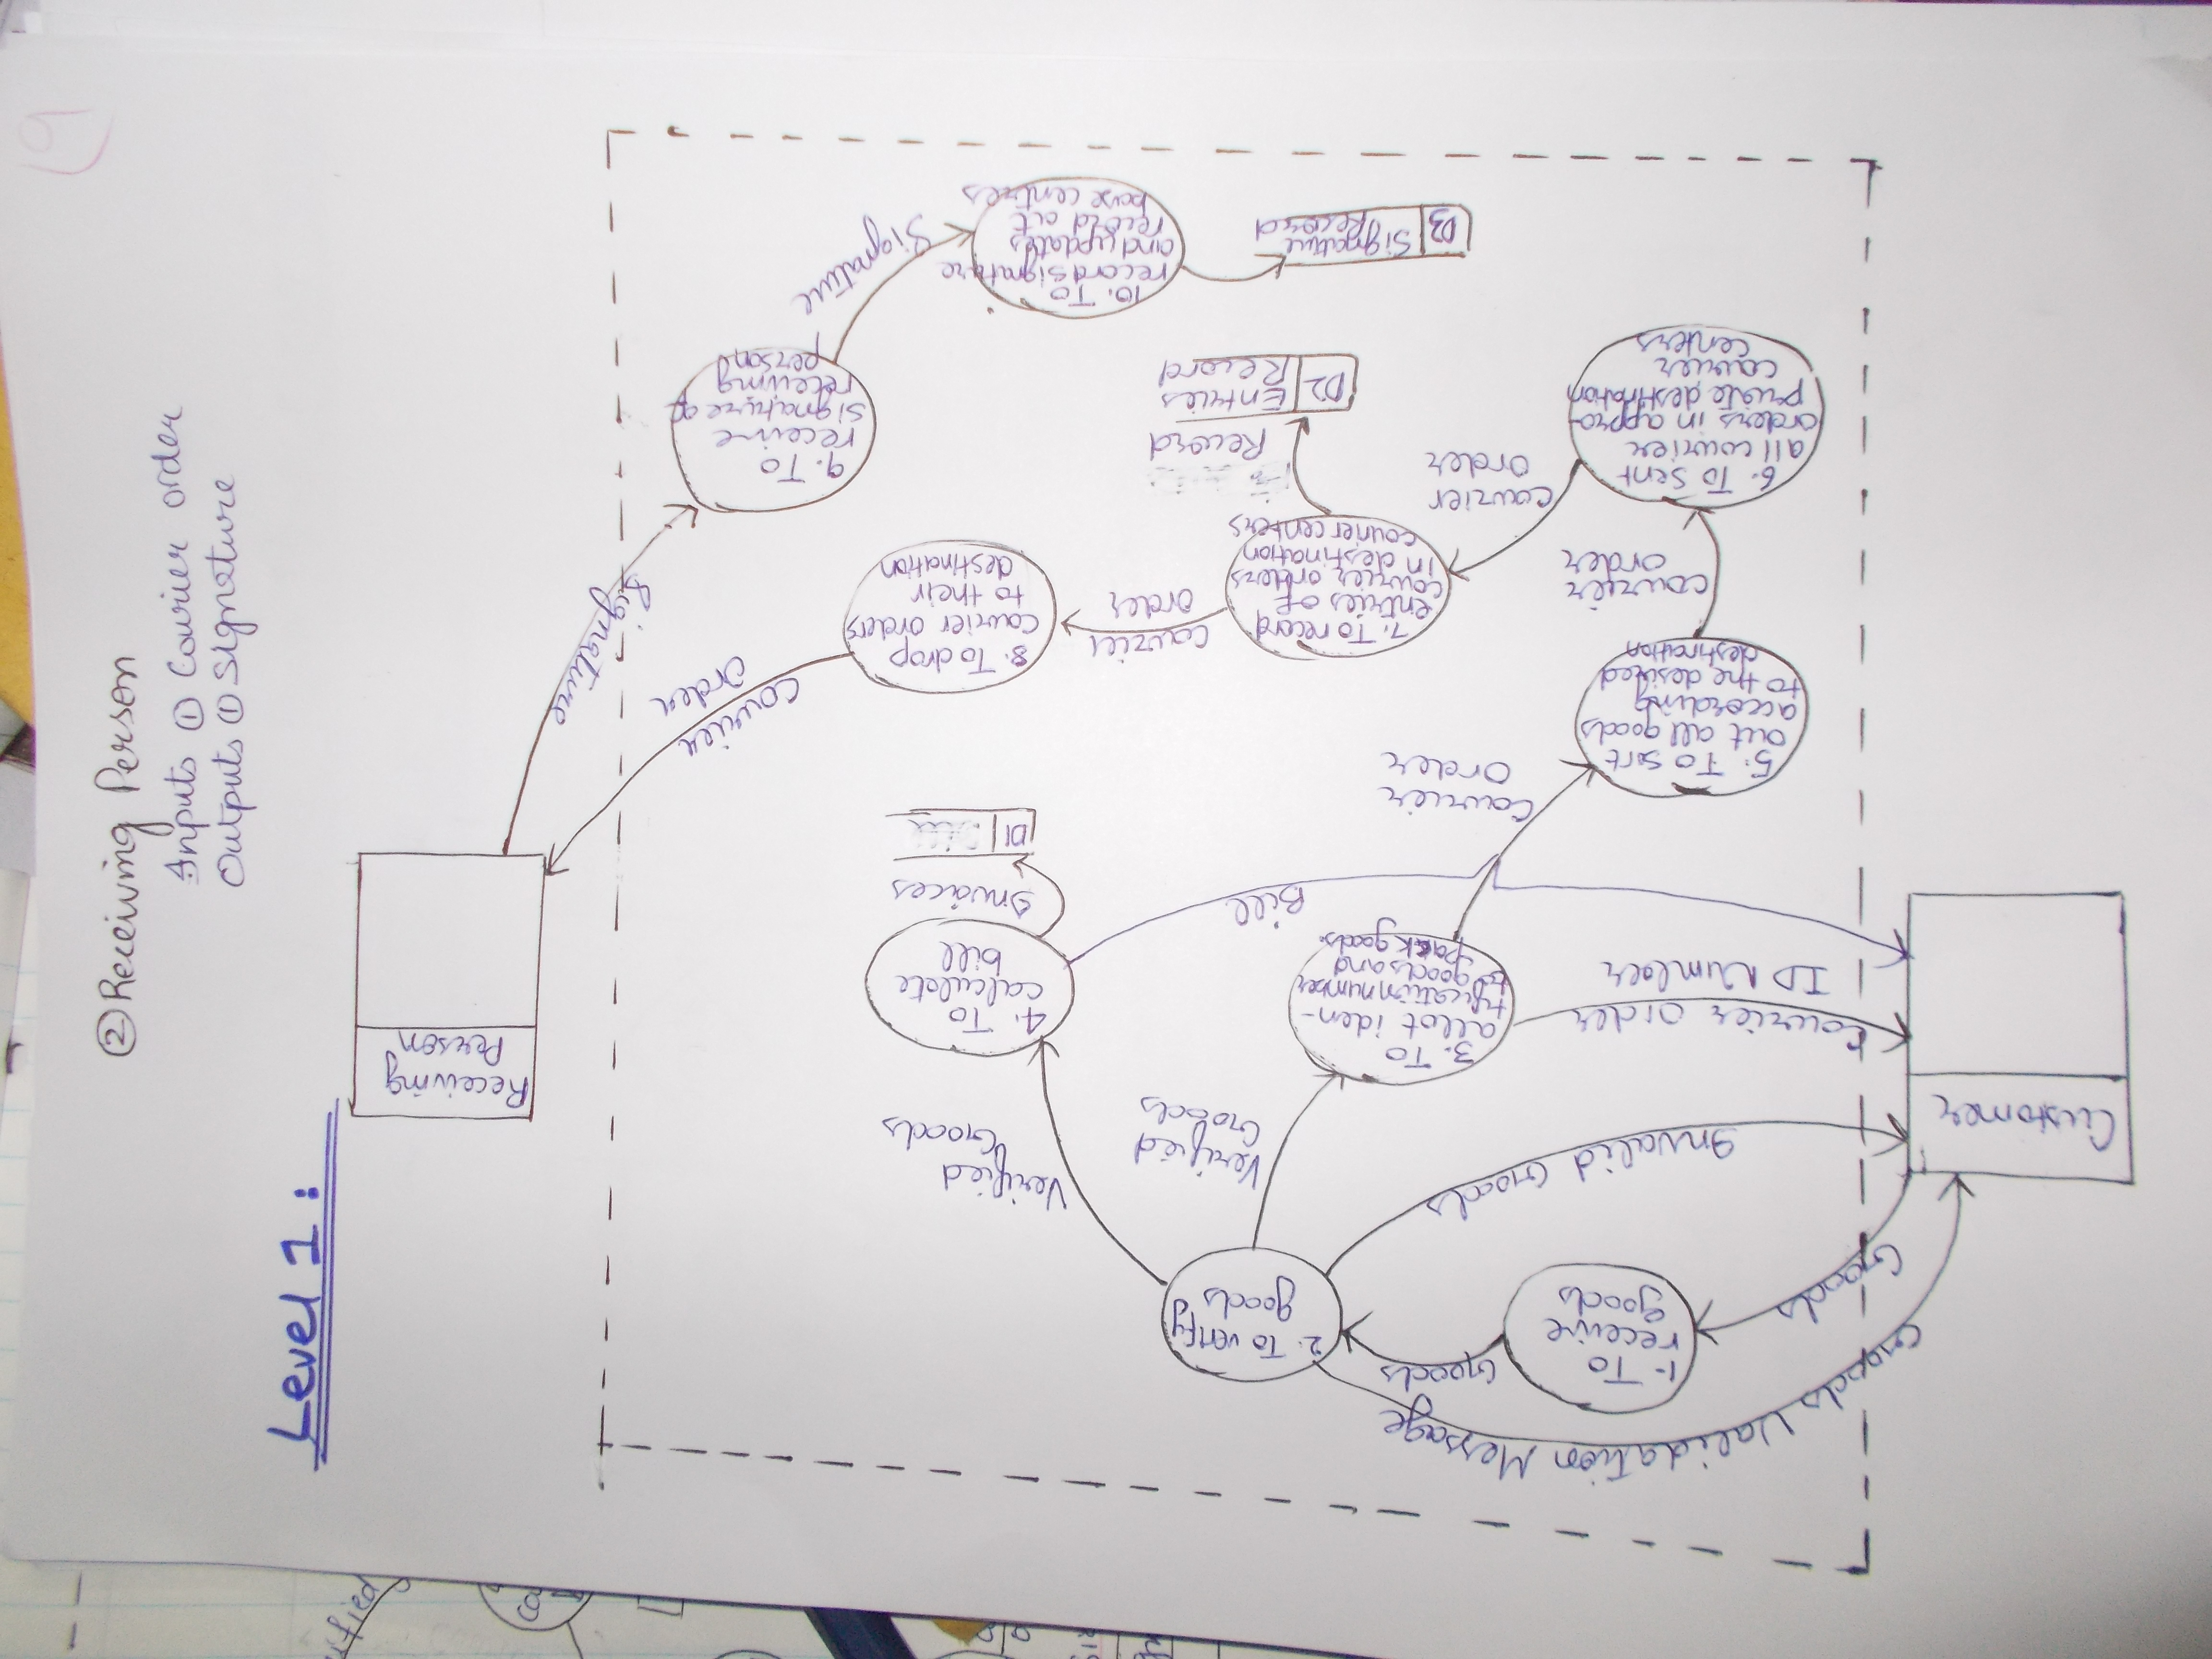 Level 1 :
② Receiving Person
Inputs ① Courier order
Outputs ① Signature
Goods Validation Message
Goods
1- To
receive
goods
Goods
2. To verify
goods
Invalid Goods
Verified
Goods
Verified
Goods
Customer
Courier order
ID Number
3. To
allot iden-
tification number
to goods and
pack goods.
4. To
calculate
bill
Bill
Invoices
D1
Receiving
Person
Courier
Order
5. To sort
out all goods
according
to the desired
destination
courier
order
6. To sent
all courier
orders in appro-
priate destination
courier
centers
courier
order
7. To record
entries of
courier orders
in destination
courier centers
Record
D2
Entries
Record
courier
order
8. To drop
courier orders
to their
destination
courier
order
Signature
9. To
receive
signature of
receiving
person
Signature
10. To
record signature
and updates
record at
base centres
D3
Signature
Record
9